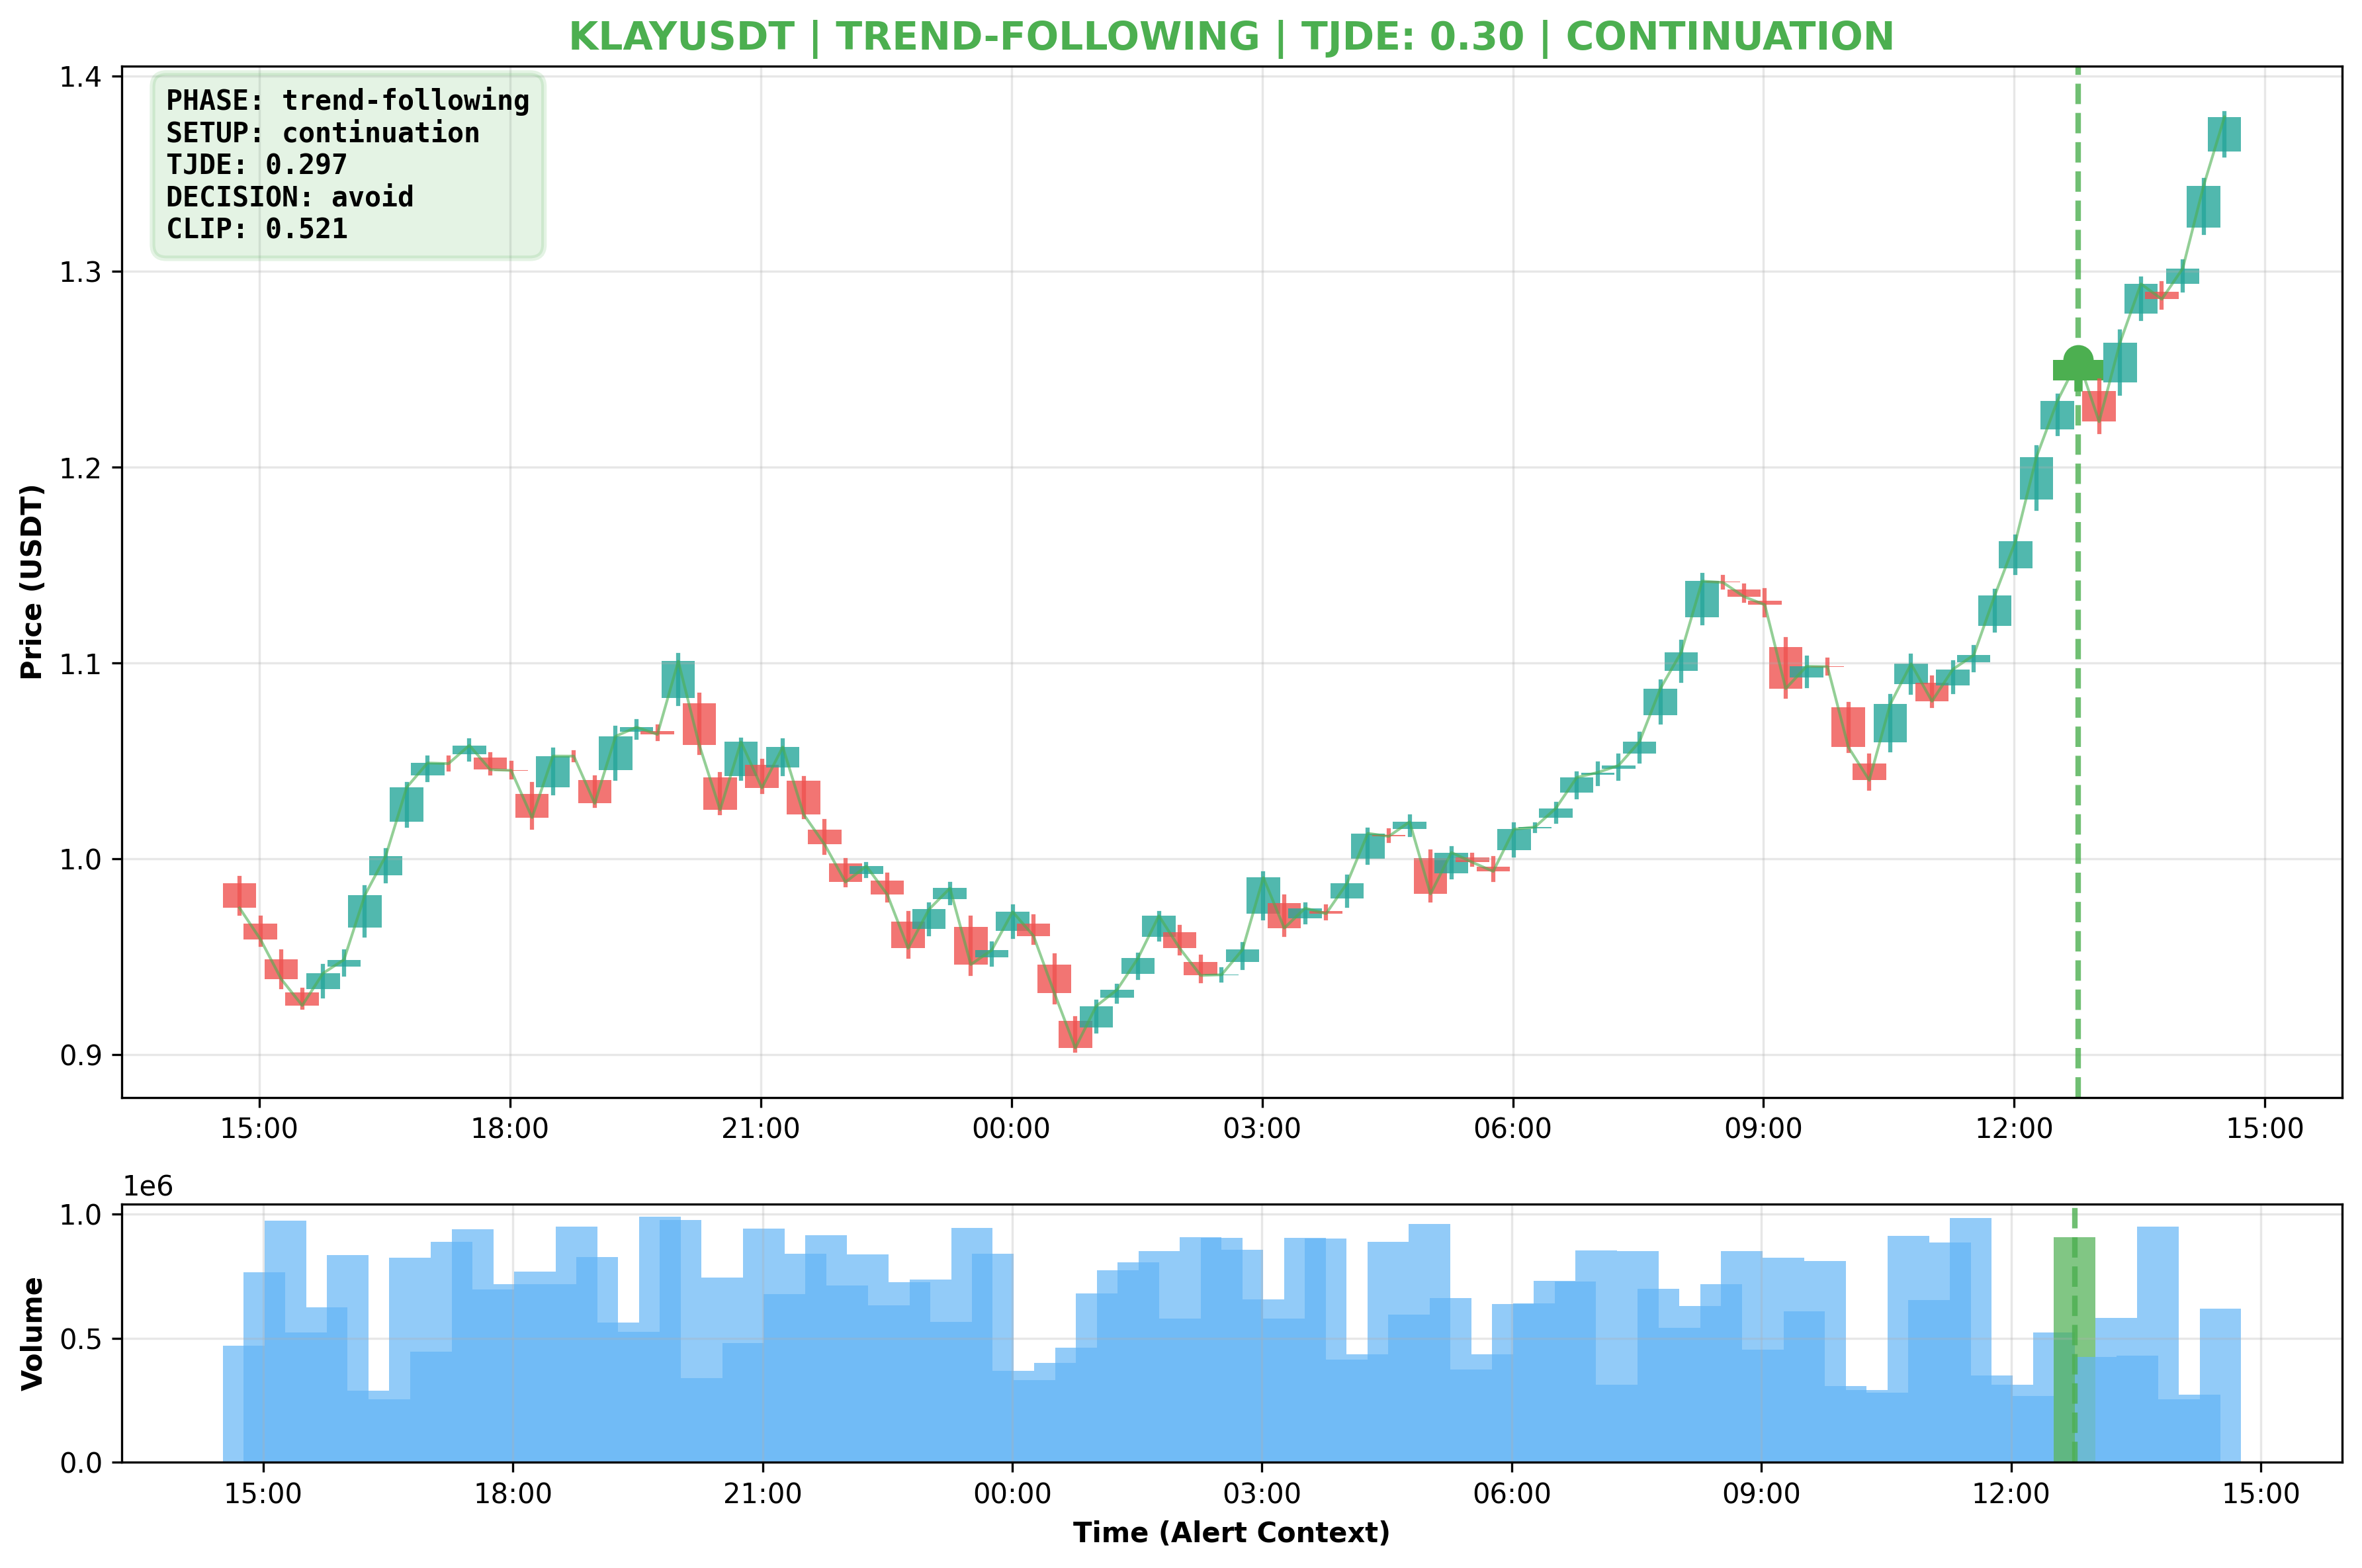 KLAYUSDT | TREND-FOLLOWING | TJDE: 0.30 | CONTINUATION
PHASE: trend-following
SETUP: continuation
TJDE: 0.297
DECISION: avoid
CLIP: 0.521
Price (USDT)
1.4
1.3
1.2
1.1
1.0
0.9
15:00 18:00 21:00 00:00 03:00 06:00 09:00 12:00 15:00
1e6
Volume
1.0
0.5
0.0
15:00 18:00 21:00 00:00 03:00 06:00 09:00 12:00 15:00
Time (Alert Context)